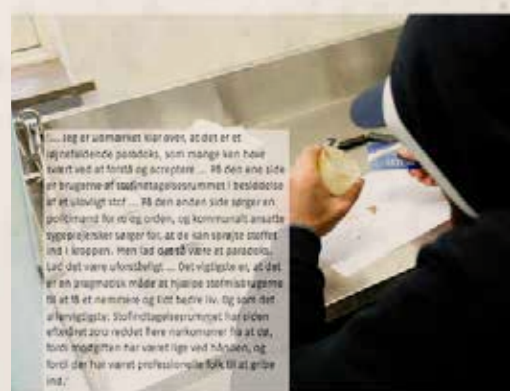 '... Jeg er udmærket klar over, at det er et
iøjnefaldende paradoks, som mange kan have
svært ved at forstå og acceptere ... På den ene side
er brugerne af stofindtagelsesrummet i besiddelse
af et ulovligt stof ... På den anden side sørger en
politimand for ro og orden, og kommunalt ansatte
sygeplejersker sørger for, at de kan sprøjte stoffet
ind i kroppen. Men lad det så være et paradoks.
Lad det være uforståeligt ... Det vigtigste er, at det
er en pragmatisk måde at hjælpe stofmisbrugerne
til at få et nemmere og lidt bedre liv. Og som det
allervigtigste: Stofindtagelsesrummet har siden
efteråret 2012 reddet flere narkomaner fra at dø,
fordi modgiften har været lige ved hånden, og
fordi der har været professionelle folk til at gribe
ind.'